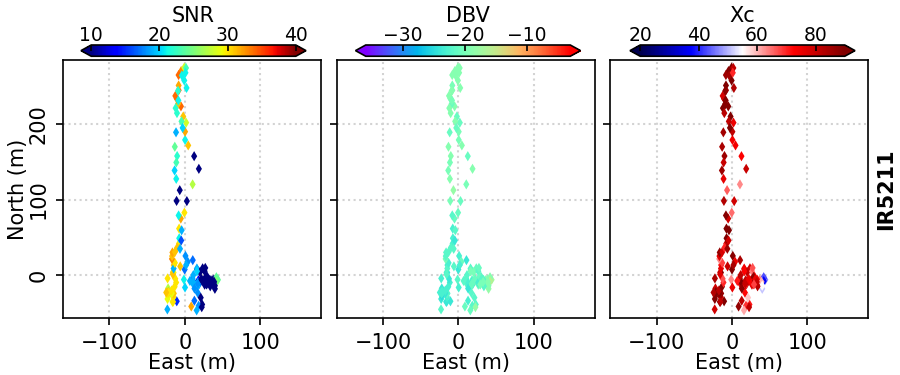 SNR DBV Xc
10 20 30 40 −30 −20 −10 20 40 60 80
North (m)
200
100
0
IR5211
−100 0 100 −100 0 100 −100 0 100
East (m) East (m) East (m)